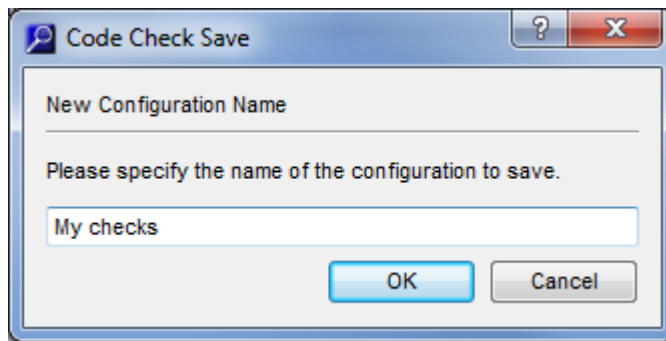 Code Check Save
?
X
New Configuration Name
Please specify the name of the configuration to save.
My checks
OK Cancel